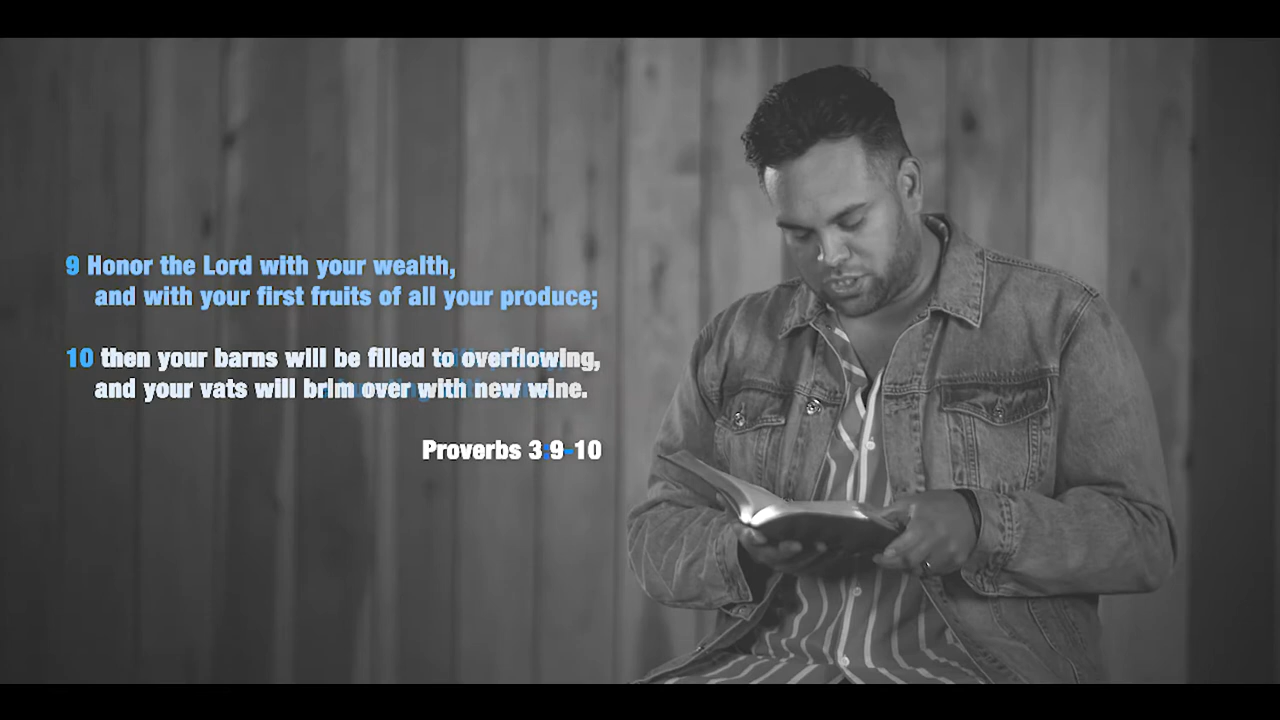 9 Honor the Lord with your wealth,
and with your first fruits of all your produce;
10 then your barns will be filled to overflowing,
and your vats will brim over with new wine.
Proverbs 3:9-10